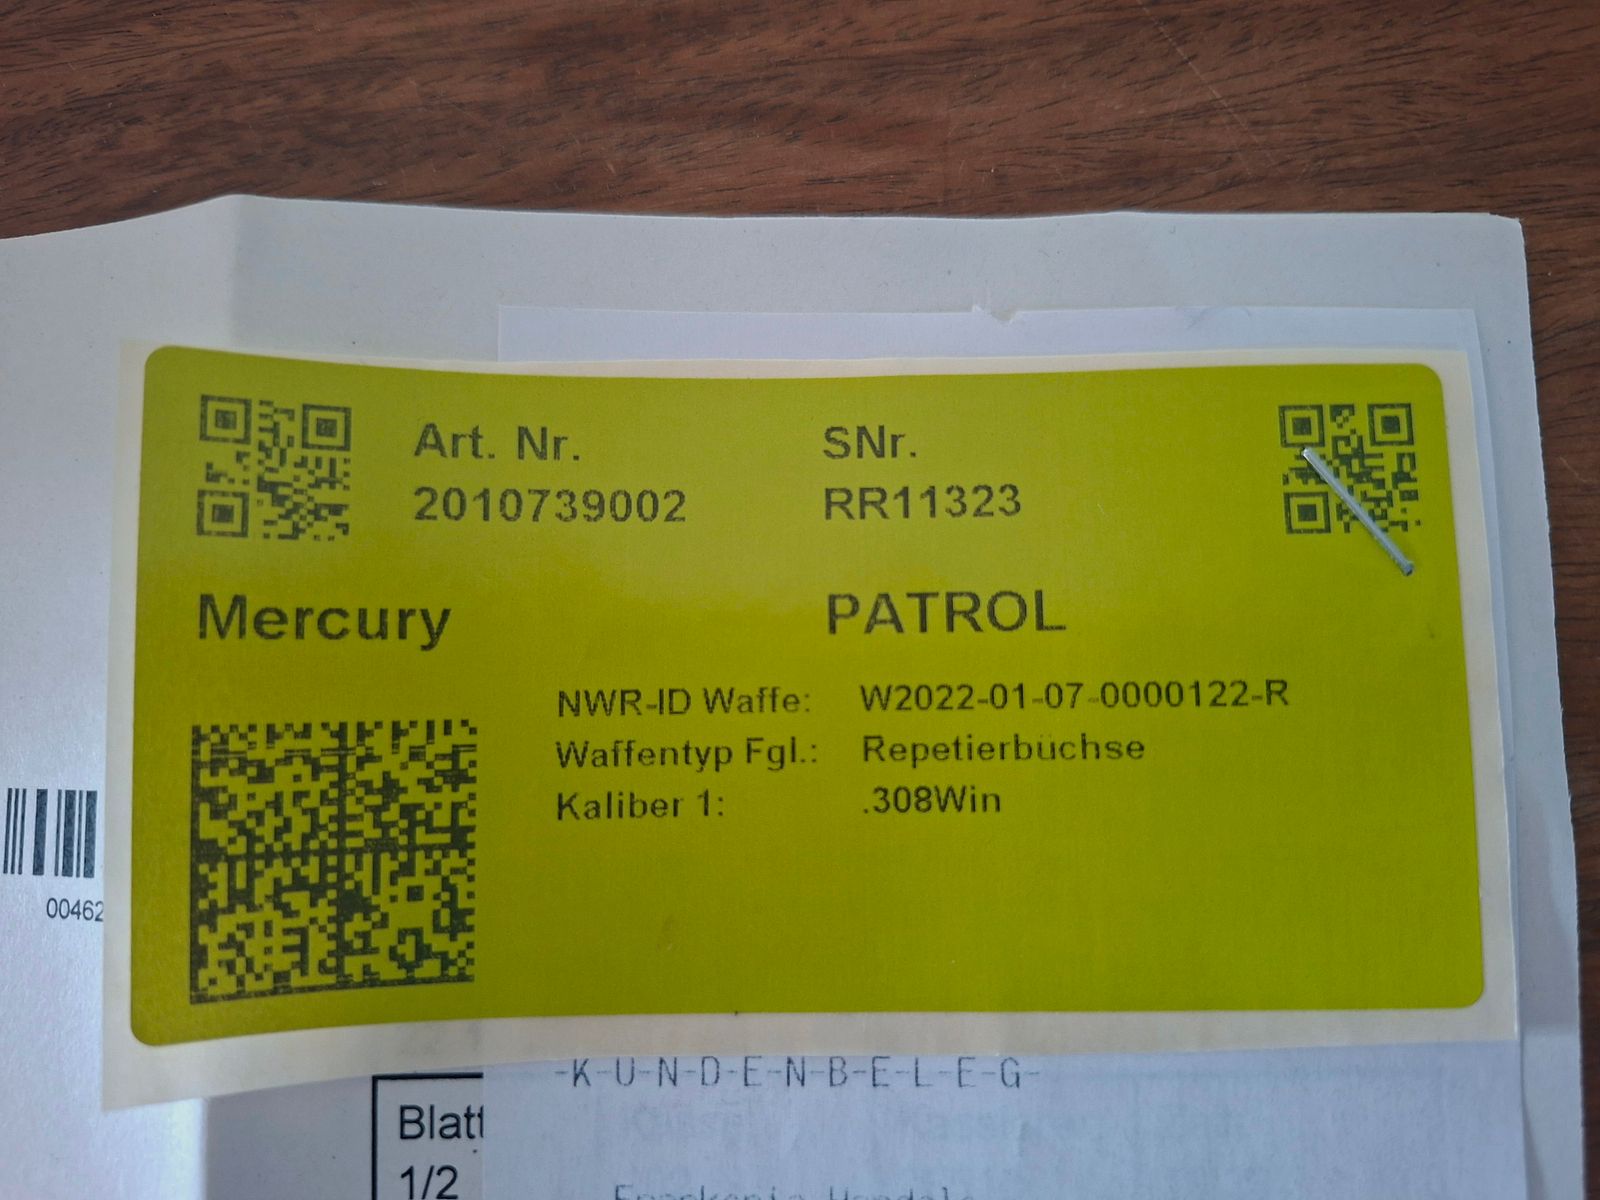 Art. Nr.
2010739002
SNr.
RR11323
Mercury
PATROL
NWR-ID Waffe: W2022-01-07-0000122-R
Waffentyp Fgl.: Repetierbüchse
Kaliber 1: .308Win
00462
-K-U-N-D-E-N-B-E-L-E-G-
Blatt
1/2